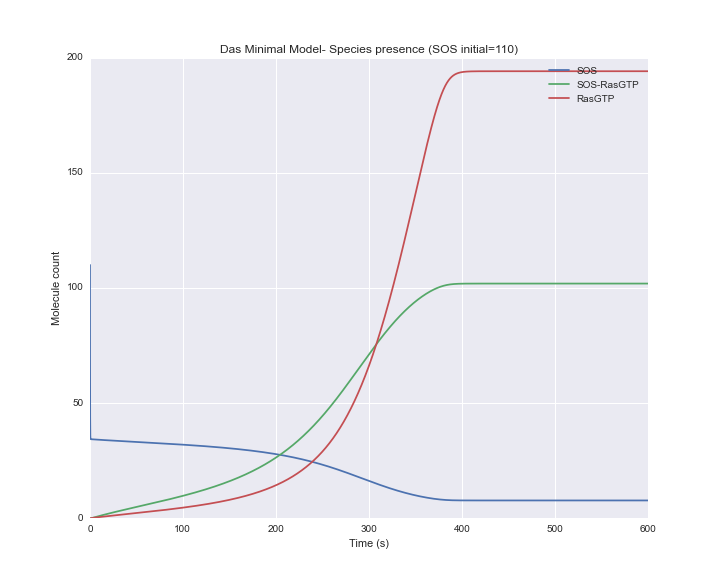 Das Minimal Model- Species presence (SOS initial=110)
200
150
100
50
0
Molecule count
SOS
SOS-RasGTP
RasGTP
0 100 200 300 400 500 600
Time (s)